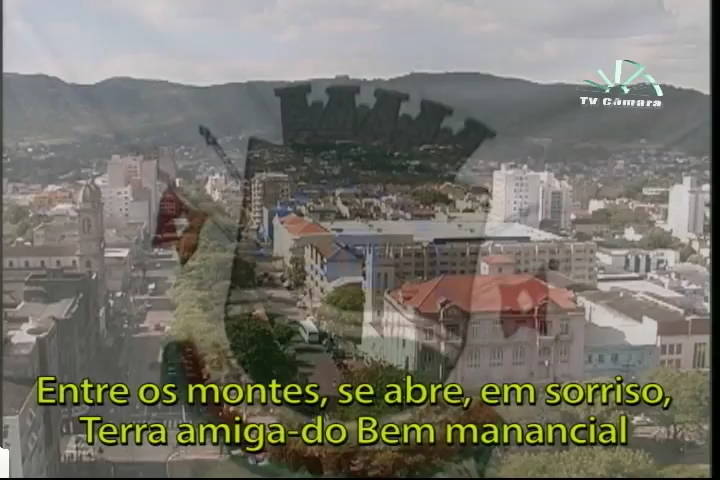 TV Câmara
Entre os montes, se abre, em sorriso,
Terra amiga-do Bem manancial